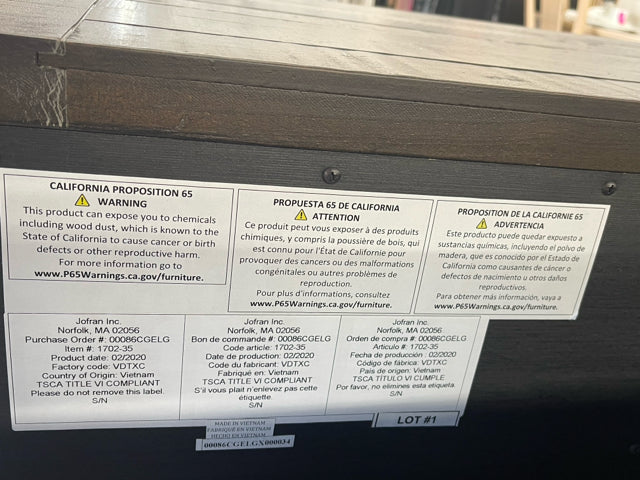 CALIFORNIA PROPOSITION 65
⚠ WARNING
This product can expose you to chemicals
including wood dust, which is known to the
State of California to cause cancer or birth
defects or other reproductive harm.
For more information go to
www.P65Warnings.ca.gov/furniture.
PROPUESTA 65 DE CALIFORNIA
⚠ ATTENTION
Ce produit peut vous exposer à des produits
chimiques, y compris la poussière de bois, qui
est connu pour l'État de Californie pour
provoquer des cancers ou des malformations
congénitales ou autres problèmes de
reproduction.
Pour plus d'informations, consultez
www.P65Warnings.ca.gov/furniture.
PROPOSITION DE LA CALIFORNIE 65
⚠ ADVERTENCIA
Este producto puede quedar expuesto a
sustancias químicas, incluyendo el polvo de
madera, que es conocido por el Estado de
California como causantes de cáncer o
defectos de nacimiento u otros daños
reproductivos.
Para obtener más información, vaya a
www.P65Warnings.ca.gov/furniture.
Jofran Inc.
Norfolk, MA 02056
Purchase Order #: 00086CGELG
Item #: 1702-35
Product date: 02/2020
Factory code: VDTXC
Country of Origin: Vietnam
TSCA TITLE VI COMPLIANT
Please do not remove this label.
S/N
Jofran Inc.
Norfolk, MA 02056
Bon de commande #: 00086CGELG
Code article: 1702-35
Date de production: 02/2020
Code du fabricant: VDTXC
Fabriqué en: Vietnam
TSCA TITLE VI COMPLIANT
S'il vous plait n'enlevez pas cette
étiquette.
S/N
Jofran Inc.
Norfolk, MA 02056
Orden de compra #: 00086CGELG
Articulo #: 1702-35
Fecha de producción : 02/2020
Código de fábrica: VDTXC
País de origen: Vietnam
TSCA TÍTULO VI CUMPLE
Por favor, no elimines esta etiqueta.
S/N
LOT #1
MADE IN VIETNAM
FABRIQUÉ EN VIETNAM
HECHO EN VIETNAM
00086CGELGX000034